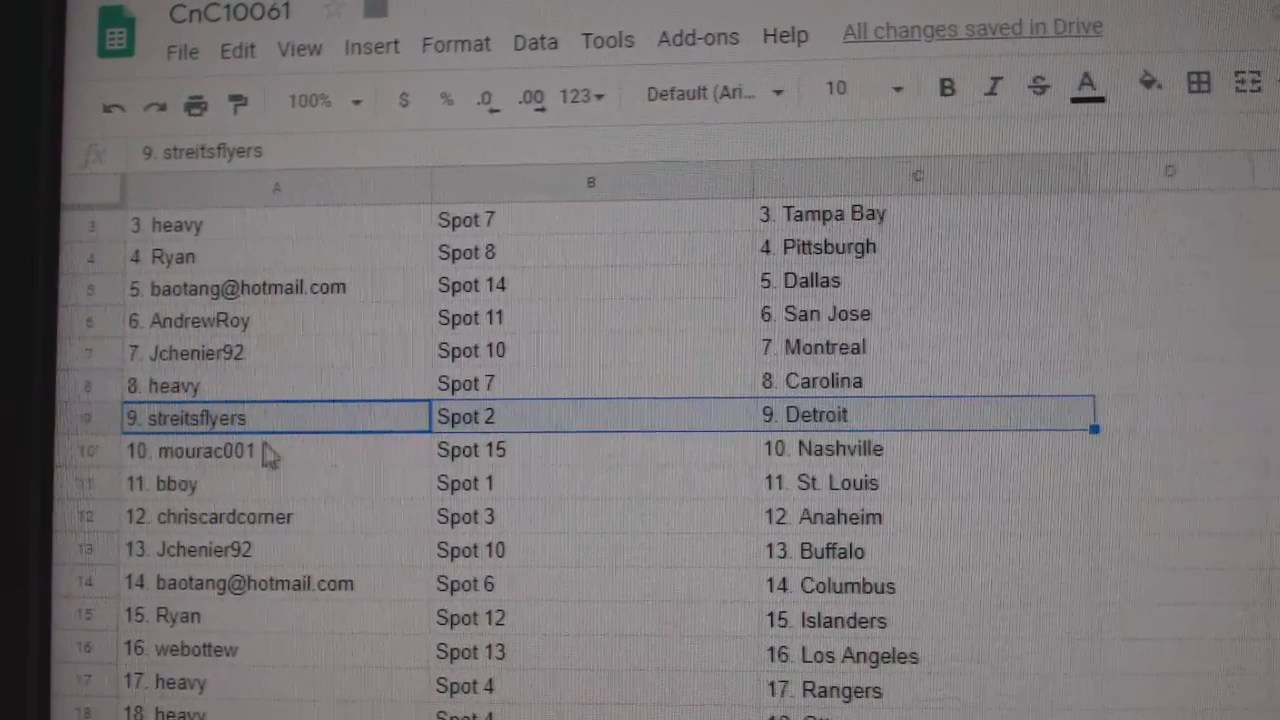 CnC10061
File Edit View Insert Format Data Tools Add-ons Help All changes saved in Drive
100% $ % .0 .00 123 Default (Ari... 10 B I S A
fx 9. streitsflyers
A B C D
3 3 heavy Spot 7 3. Tampa Bay
4 4 Ryan Spot 8 4. Pittsburgh
5 5. baotang@hotmail.com Spot 14 5. Dallas
6 6. AndrewRoy Spot 11 6. San Jose
7 7. Jchenier92 Spot 10 7. Montreal
8 8. heavy Spot 7 8. Carolina
9. streitsflyers Spot 2 9. Detroit
10 10. mourac001 Spot 15 10. Nashville
11 11. bboy Spot 1 11. St. Louis
12 12. chriscardcorner Spot 3 12. Anaheim
13 13. Jchenier92 Spot 10 13. Buffalo
14 14. baotang@hotmail.com Spot 6 14. Columbus
15 15. Ryan Spot 12 15. Islanders
16 16. webottew Spot 13 16. Los Angeles
17 17. heavy Spot 4 17. Rangers
18 18. heavy Spot 4